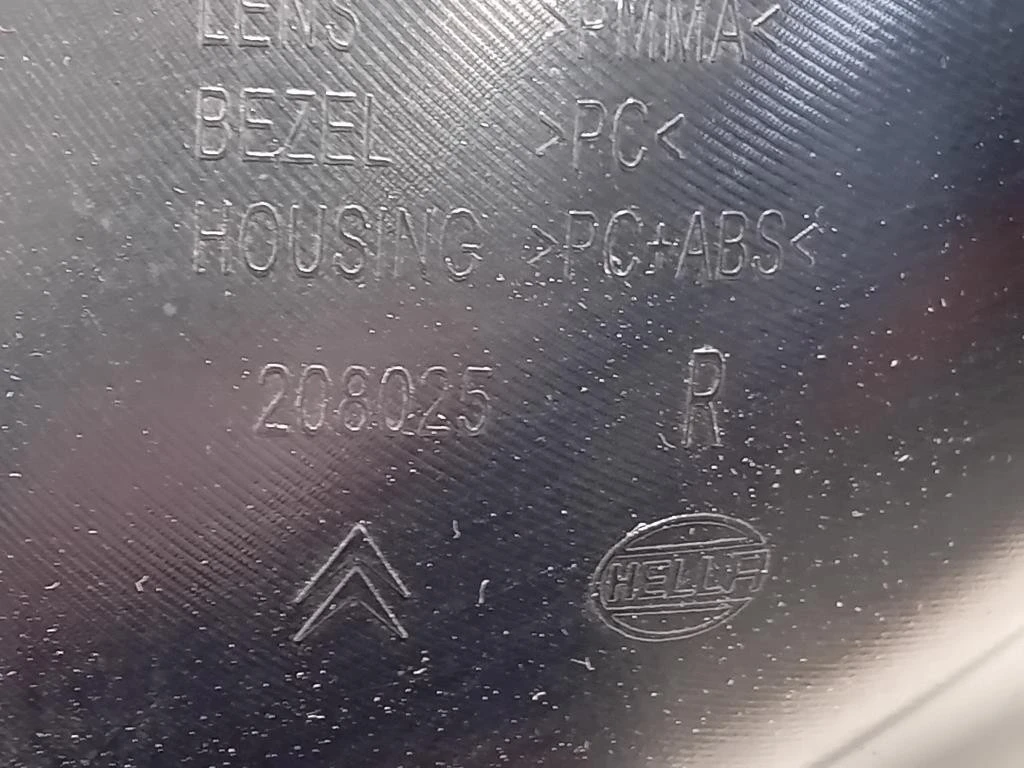 LENS >PMMA<
BEZEL >PC<
HOUSING >PC+ABS<
208025 R
HELLA